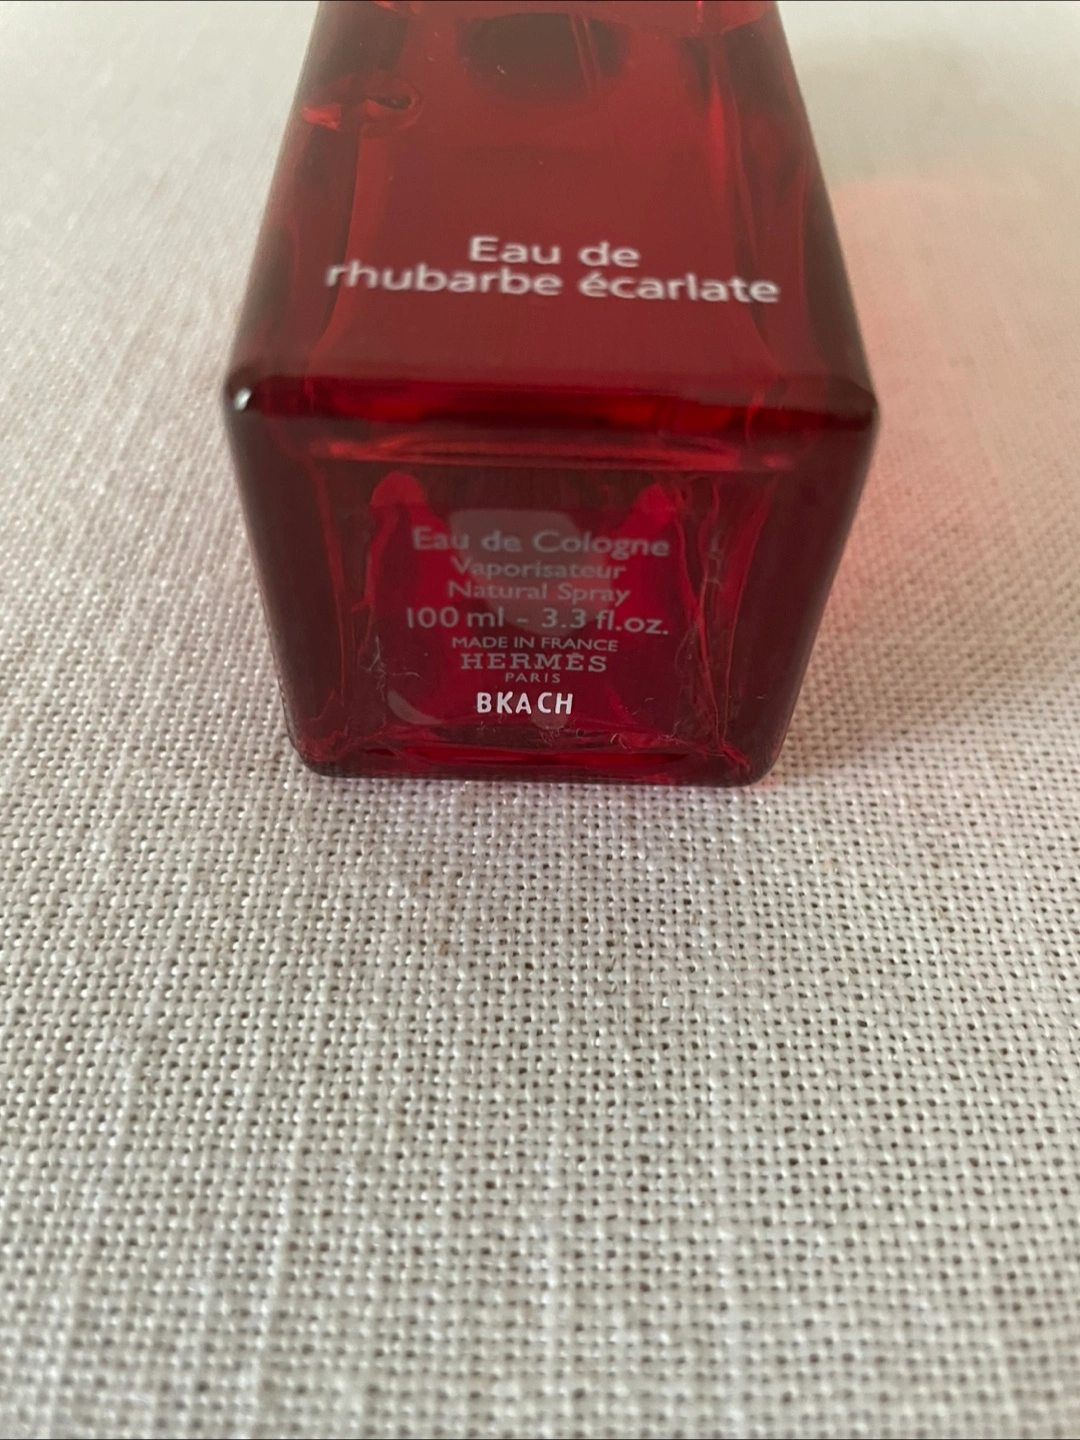 Eau de
rhubarbe écarlate
Eau de Cologne
Vaporisateur
Natural Spray
100 ml - 3.3 fl.oz.
MADE IN FRANCE
HERMÈS
PARIS
BKACH